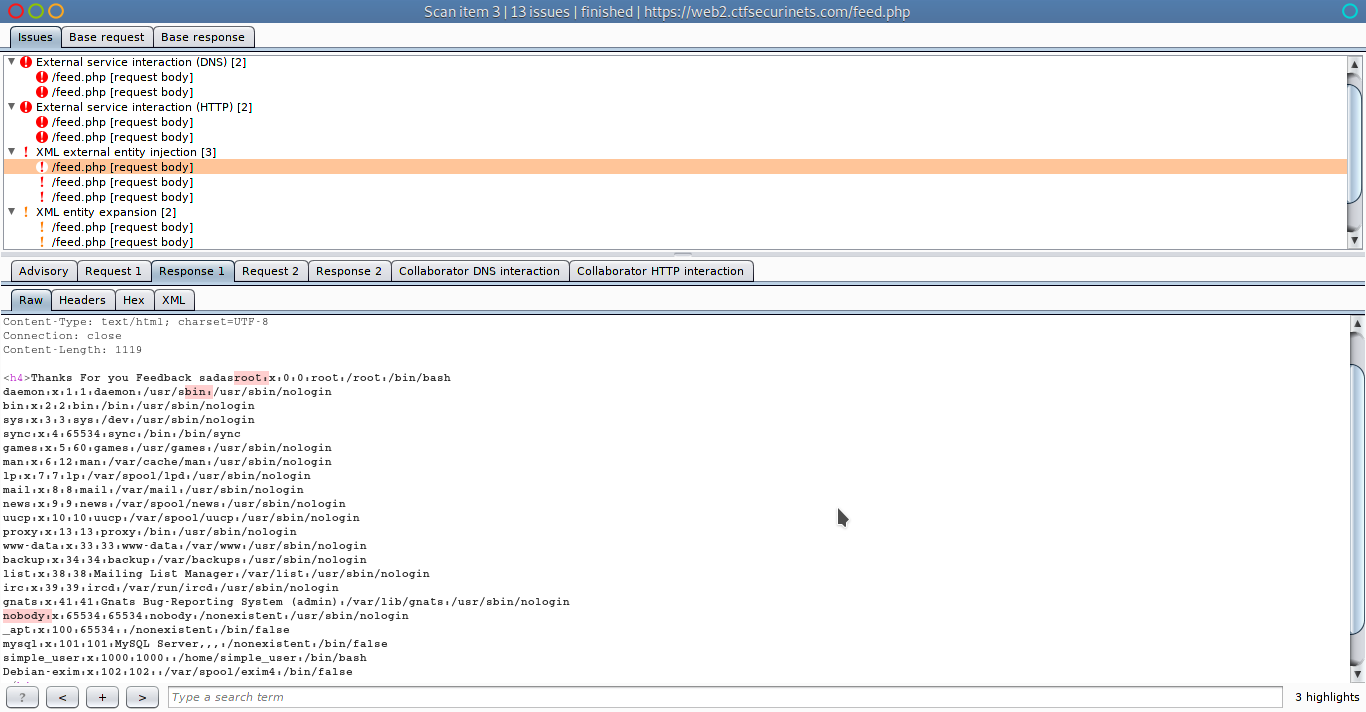 Scan item 3 | 13 issues | finished | https://web2.ctfsecurinets.com/feed.php
Issues Base request Base response
External service interaction (DNS) [2]
/feed.php [request body]
/feed.php [request body]
External service interaction (HTTP) [2]
/feed.php [request body]
/feed.php [request body]
XML external entity injection [3]
/feed.php [request body]
/feed.php [request body]
/feed.php [request body]
XML entity expansion [2]
/feed.php [request body]
/feed.php [request body]
Advisory Request 1 Response 1 Request 2 Response 2 Collaborator DNS interaction Collaborator HTTP interaction
Raw Headers Hex XML
Content-Type: text/html; charset=UTF-8
Connection: close
Content-Length: 1119
<h4>Thanks For you Feedback sadasroot:x:0:0:root:/root:/bin/bash
daemon:x:1:1:daemon:/usr/sbin:/usr/sbin/nologin
bin:x:2:2:bin:/bin:/usr/sbin/nologin
sys:x:3:3:sys:/dev:/usr/sbin/nologin
sync:x:4:65534:sync:/bin:/bin/sync
games:x:5:60:games:/usr/games:/usr/sbin/nologin
man:x:6:12:man:/var/cache/man:/usr/sbin/nologin
lp:x:7:7:lp:/var/spool/lpd:/usr/sbin/nologin
mail:x:8:8:mail:/var/mail:/usr/sbin/nologin
news:x:9:9:news:/var/spool/news:/usr/sbin/nologin
uucp:x:10:10:uucp:/var/spool/uucp:/usr/sbin/nologin
proxy:x:13:13:proxy:/bin:/usr/sbin/nologin
www-data:x:33:33:www-data:/var/www:/usr/sbin/nologin
backup:x:34:34:backup:/var/backups:/usr/sbin/nologin
list:x:38:38:Mailing List Manager:/var/list:/usr/sbin/nologin
irc:x:39:39:ircd:/var/run/ircd:/usr/sbin/nologin
gnats:x:41:41:Gnats Bug-Reporting System (admin):/var/lib/gnats:/usr/sbin/nologin
nobody:x:65534:65534:nobody:/nonexistent:/usr/sbin/nologin
_apt:x:100:65534::/nonexistent:/bin/false
mysql:x:101:101:MySQL Server,,,:/nonexistent:/bin/false
simple_user:x:1000:1000::/home/simple_user:/bin/bash
Debian-exim:x:102:102::/var/spool/exim4:/bin/false
? < + > Type a search term 3 highlights